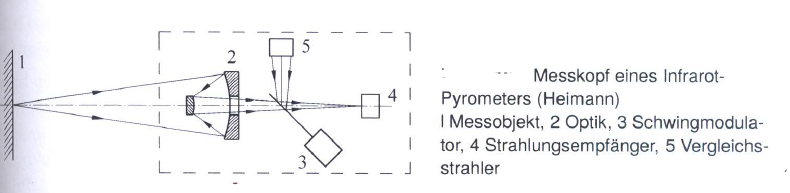 1
2
5
4
3
Messkopf eines Infrarot-
Pyrometers (Heimann)
l Messobjekt, 2 Optik, 3 Schwingmodula-
tor, 4 Strahlungsempfänger, 5 Vergleichs-
strahler